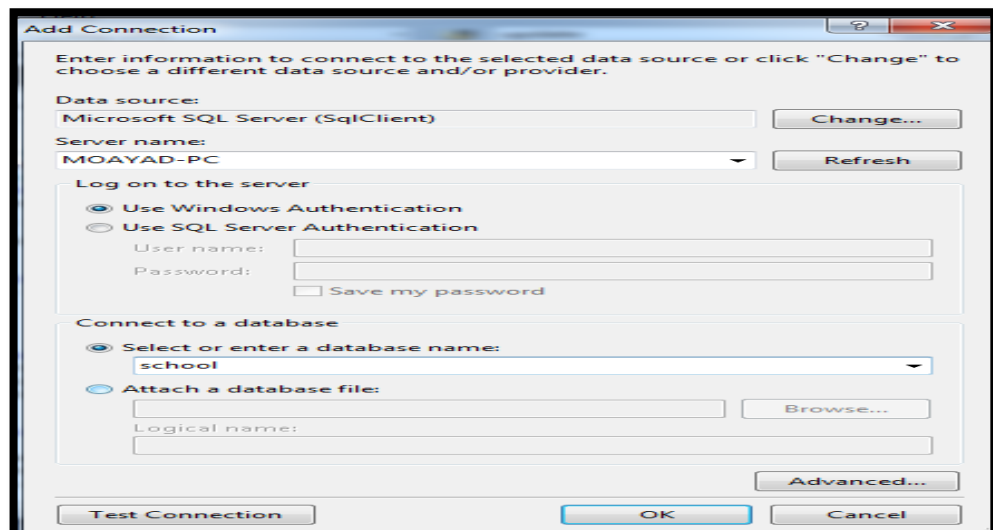 Add Connection
Enter information to connect to the selected data source or click "Change" to
choose a different data source and/or provider.
Data source:
Microsoft SQL Server (SqlClient)
Change...
Server name:
MOAYAD-PC
Refresh
Log on to the server
Use Windows Authentication
Use SQL Server Authentication
User name:
Password:
Save my password
Connect to a database
Select or enter a database name:
school
Attach a database file:
Browse...
Logical name:
Advanced...
Test Connection
OK
Cancel